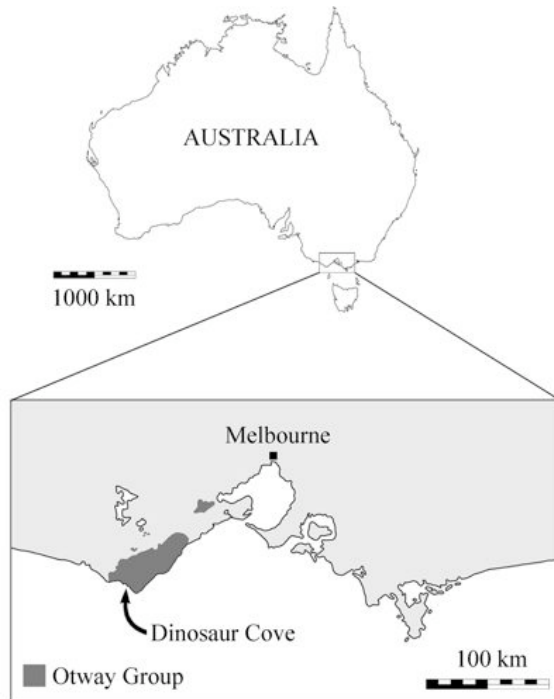 AUSTRALIA
1000 km
Melbourne
Dinosaur Cove
Otway Group
100 km